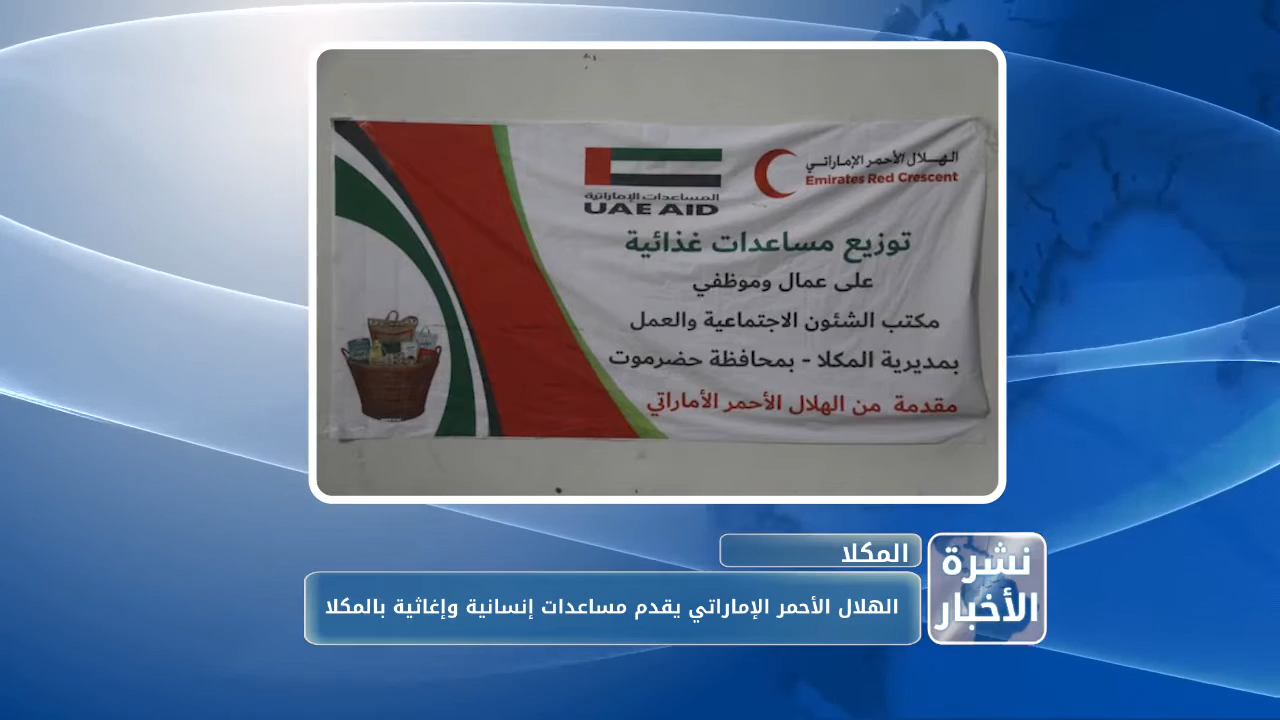 الهلال الأحمر الإماراتي
Emirates Red Crescent
المساعدات الإماراتية
UAE AID
توزيع مساعدات غذائية
على عمال وموظفي
مكتب الشئون الاجتماعية والعمل
بمديرية المكلا - بمحافظة حضرموت
مقدمة من الهلال الأحمر الأماراتي
نشرة
الأخبار
المكلا
الهلال الأحمر الإماراتي يقدم مساعدات إنسانية وإغاثية بالمكلا